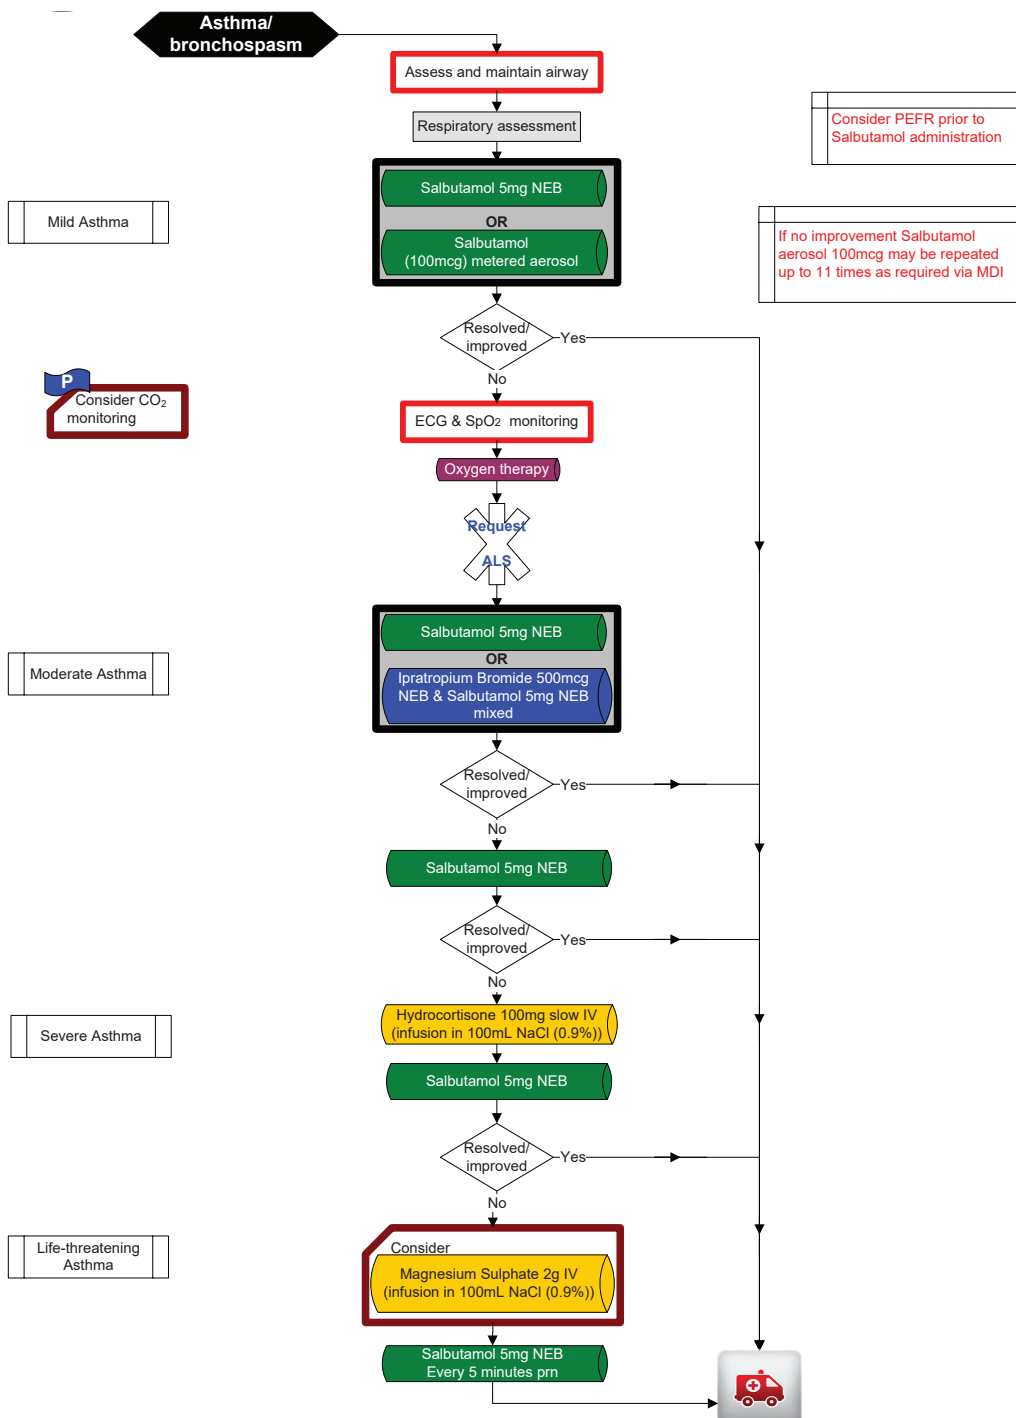 Asthma/
bronchospasm
Assess and maintain airway
Respiratory assessment
Consider PEFR prior to
Salbutamol administration
Salbutamol 5mg NEB
OR
Salbutamol
(100mcg) metered aerosol
Mild Asthma
If no improvement Salbutamol
aerosol 100mcg may be repeated
up to 11 times as required via MDI
Resolved/
improved
Yes
No
P
Consider CO₂
monitoring
ECG & SpO₂ monitoring
Oxygen therapy
Request
ALS
Salbutamol 5mg NEB
OR
Ipratropium Bromide 500mcg
NEB & Salbutamol 5mg NEB
mixed
Moderate Asthma
Resolved/
improved
Yes
No
Salbutamol 5mg NEB
Resolved/
improved
Yes
No
Hydrocortisone 100mg slow IV
(infusion in 100mL NaCl (0.9%))
Severe Asthma
Salbutamol 5mg NEB
Resolved/
improved
Yes
No
Life-threatening
Asthma
Consider
Magnesium Sulphate 2g IV
(infusion in 100mL NaCl (0.9%))
Salbutamol 5mg NEB
Every 5 minutes prn